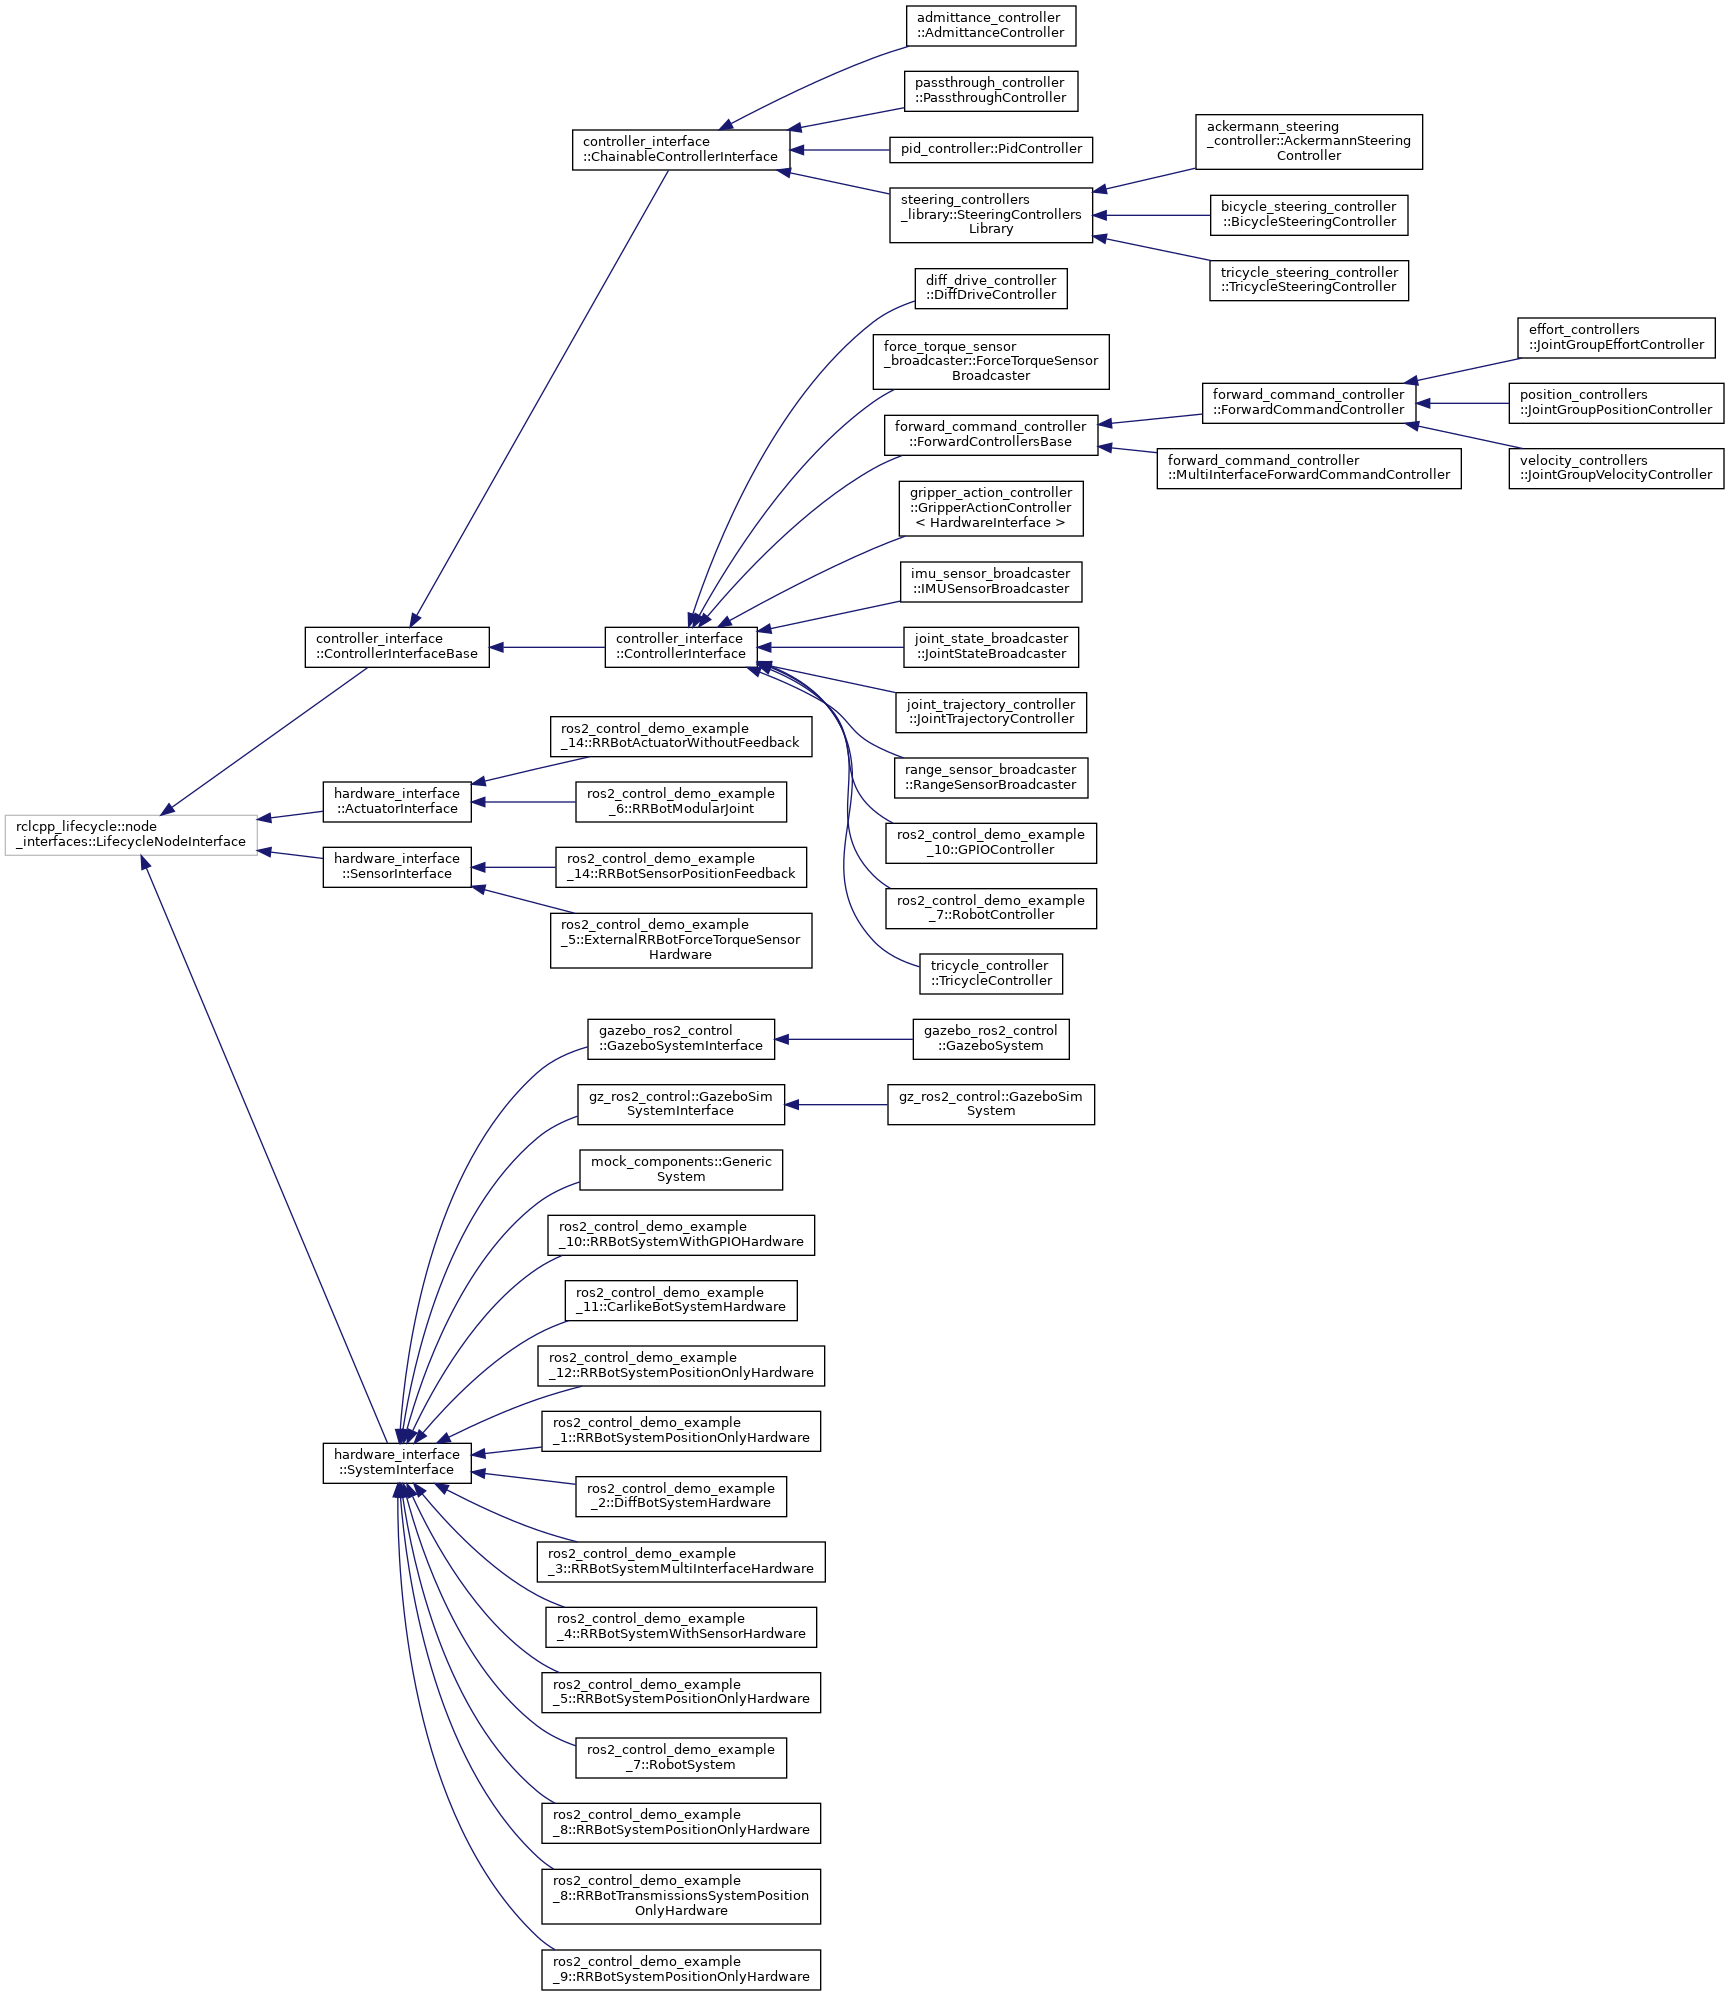 admittance_controller
::AdmittanceController
passthrough_controller
::PassthroughController
controller_interface
::ChainableControllerInterface
pid_controller::PidController
ackermann_steering
_controller::AckermannSteering
Controller
steering_controllers
_library::SteeringControllers
Library
bicycle_steering_controller
::BicycleSteeringController
tricycle_steering_controller
::TricycleSteeringController
diff_drive_controller
::DiffDriveController
force_torque_sensor
_broadcaster::ForceTorqueSensor
Broadcaster
effort_controllers
::JointGroupEffortController
forward_command_controller
::ForwardCommandController
position_controllers
::JointGroupPositionController
forward_command_controller
::ForwardControllersBase
forward_command_controller
::MultiInterfaceForwardCommandController
velocity_controllers
::JointGroupVelocityController
gripper_action_controller
::GripperActionController
< HardwareInterface >
imu_sensor_broadcaster
::IMUSensorBroadcaster
controller_interface
::ControllerInterfaceBase
controller_interface
::ControllerInterface
joint_state_broadcaster
::JointStateBroadcaster
joint_trajectory_controller
::JointTrajectoryController
ros2_control_demo_example
_14::RRBotActuatorWithoutFeedback
range_sensor_broadcaster
::RangeSensorBroadcaster
hardware_interface
::ActuatorInterface
ros2_control_demo_example
_6::RRBotModularJoint
rclcpp_lifecycle::node
_interfaces::LifecycleNodeInterface
ros2_control_demo_example
_10::GPIOController
hardware_interface
::SensorInterface
ros2_control_demo_example
_14::RRBotSensorPositionFeedback
ros2_control_demo_example
_7::RobotController
ros2_control_demo_example
_5::ExternalRRBotForceTorqueSensor
Hardware
tricycle_controller
::TricycleController
gazebo_ros2_control
::GazeboSystemInterface
gazebo_ros2_control
::GazeboSystem
gz_ros2_control::GazeboSim
SystemInterface
gz_ros2_control::GazeboSim
System
mock_components::Generic
System
ros2_control_demo_example
_10::RRBotSystemWithGPIOHardware
ros2_control_demo_example
_11::CarlikeBotSystemHardware
ros2_control_demo_example
_12::RRBotSystemPositionOnlyHardware
ros2_control_demo_example
_1::RRBotSystemPositionOnlyHardware
hardware_interface
::SystemInterface
ros2_control_demo_example
_2::DiffBotSystemHardware
ros2_control_demo_example
_3::RRBotSystemMultiInterfaceHardware
ros2_control_demo_example
_4::RRBotSystemWithSensorHardware
ros2_control_demo_example
_5::RRBotSystemPositionOnlyHardware
ros2_control_demo_example
_7::RobotSystem
ros2_control_demo_example
_8::RRBotSystemPositionOnlyHardware
ros2_control_demo_example
_8::RRBotTransmissionsSystemPosition
OnlyHardware
ros2_control_demo_example
_9::RRBotSystemPositionOnlyHardware